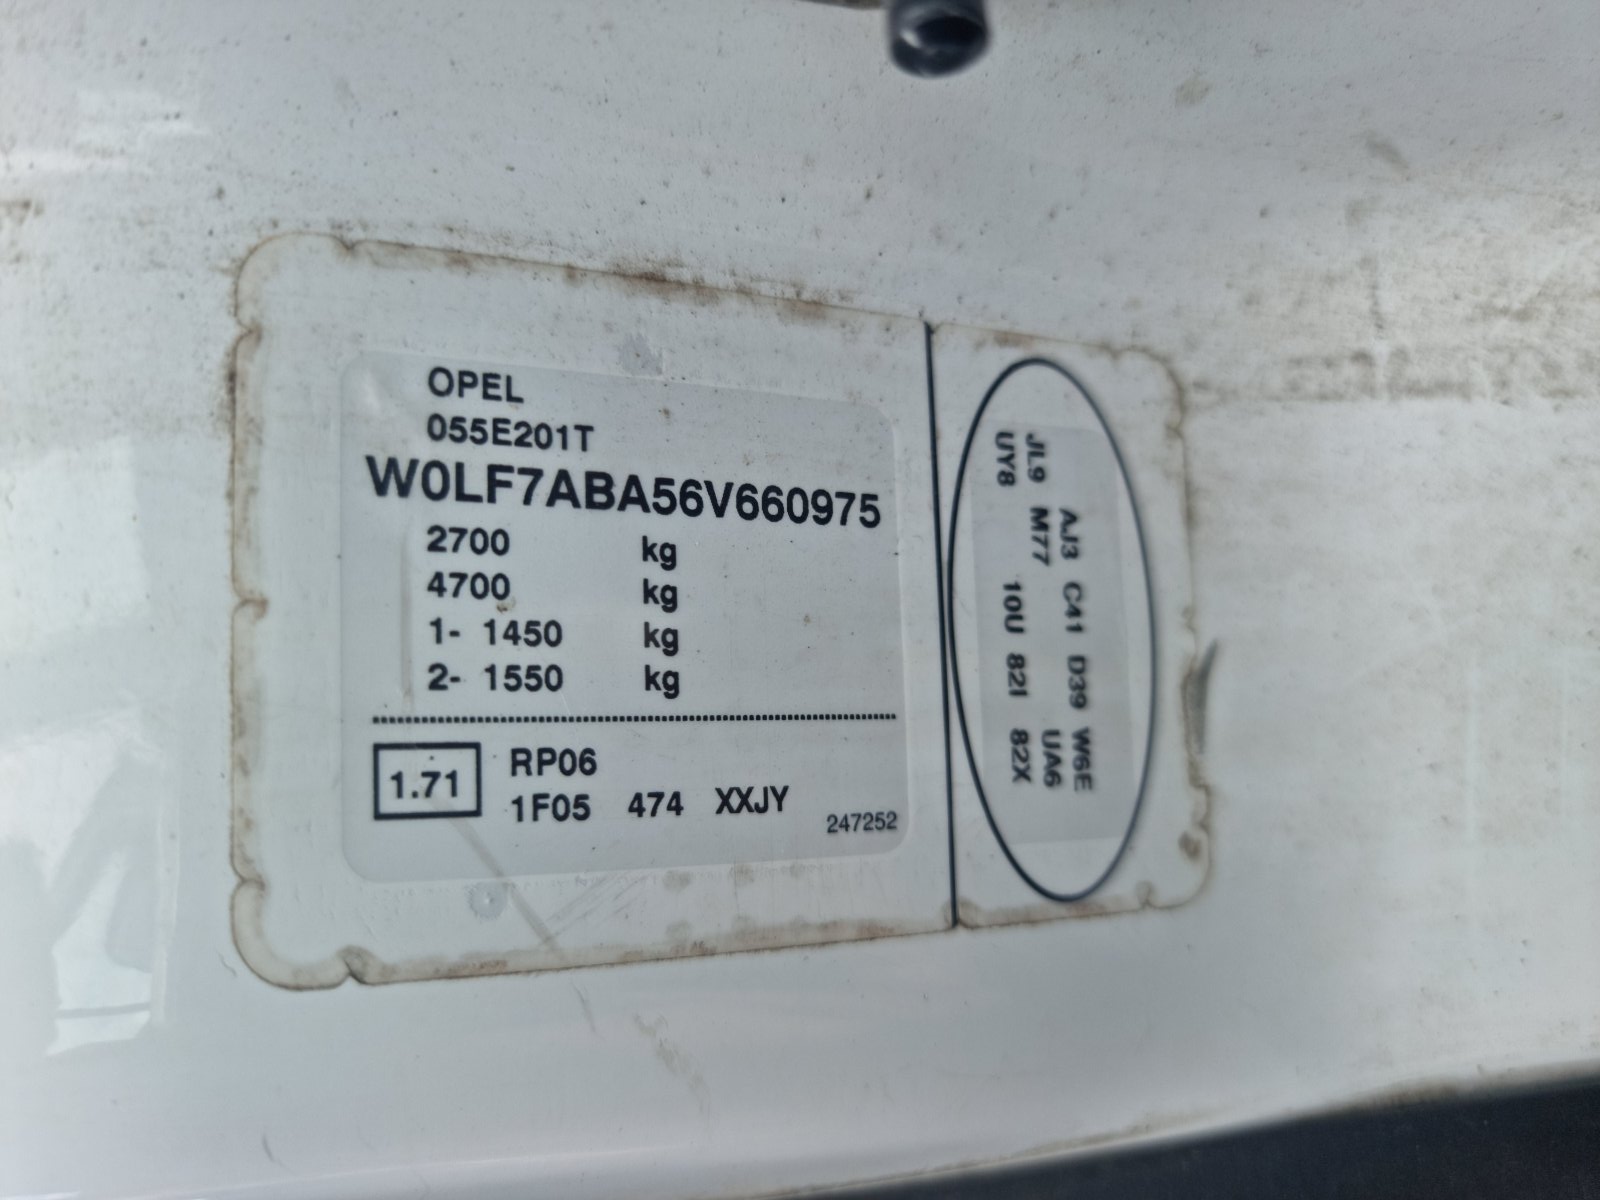 OPEL
055E201T
W0LF7ABA56V660975
2700 kg
4700 kg
1- 1450 kg
2- 1550 kg
1.71 RP06
1F05 474 XXJY 247252
AJ3 C41 D39 W6E
JL9 M77 UA6
UY8 10U 82I 82X